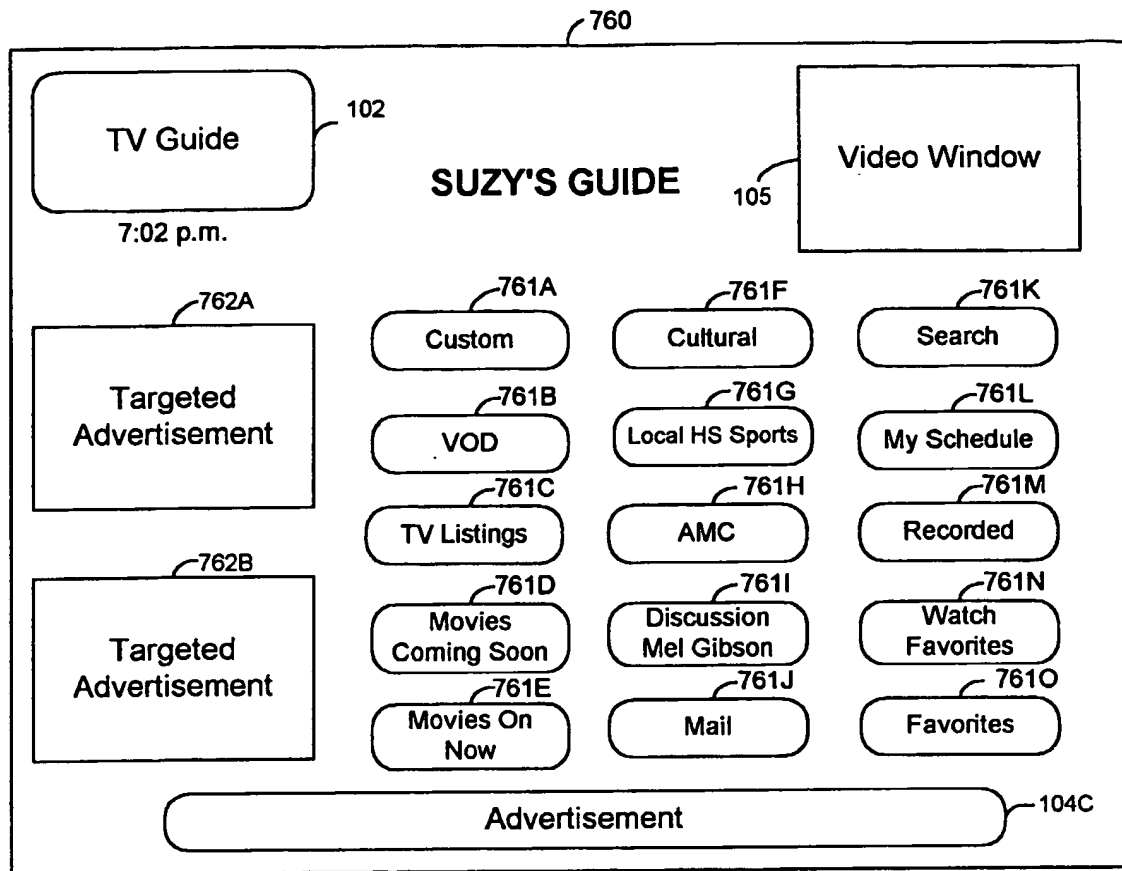 760
TV Guide
102
7:02 p.m.
SUZY'S GUIDE
Video Window
105
762A
Targeted
Advertisement
762B
Targeted
Advertisement
761A
Custom
761B
VOD
761C
TV Listings
761D
Movies
Coming Soon
761E
Movies On
Now
761F
Cultural
761G
Local HS Sports
761H
AMC
761I
Discussion
Mel Gibson
761J
Mail
761K
Search
761L
My Schedule
761M
Recorded
761N
Watch
Favorites
761O
Favorites
Advertisement
104C